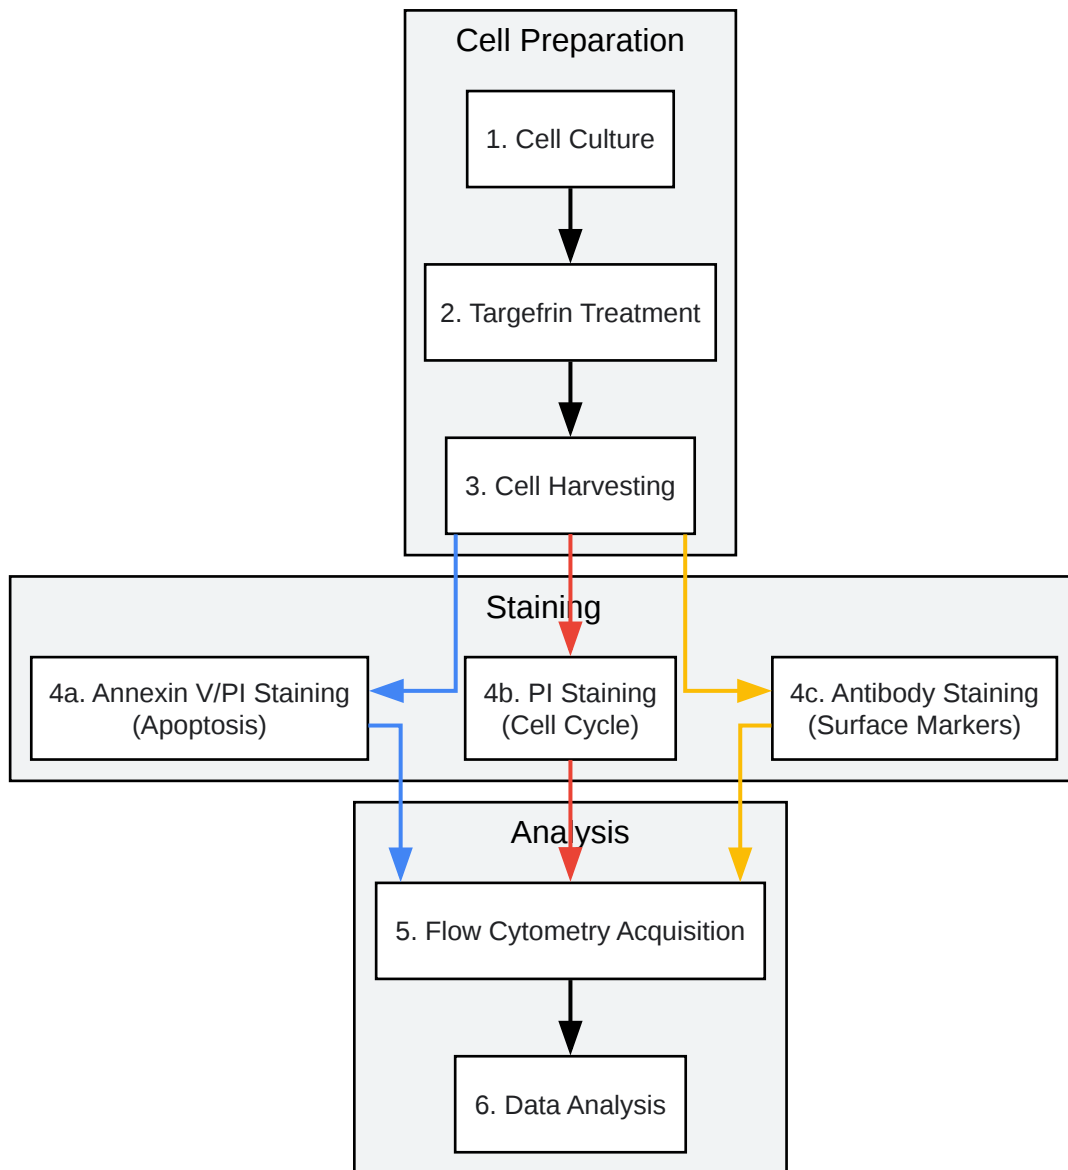 Cell Preparation
1. Cell Culture
2. Targefrin Treatment
3. Cell Harvesting
Staining
4a. Annexin V/PI Staining
(Apoptosis)
4b. PI Staining
(Cell Cycle)
4c. Antibody Staining
(Surface Markers)
Analysis
5. Flow Cytometry Acquisition
6. Data Analysis